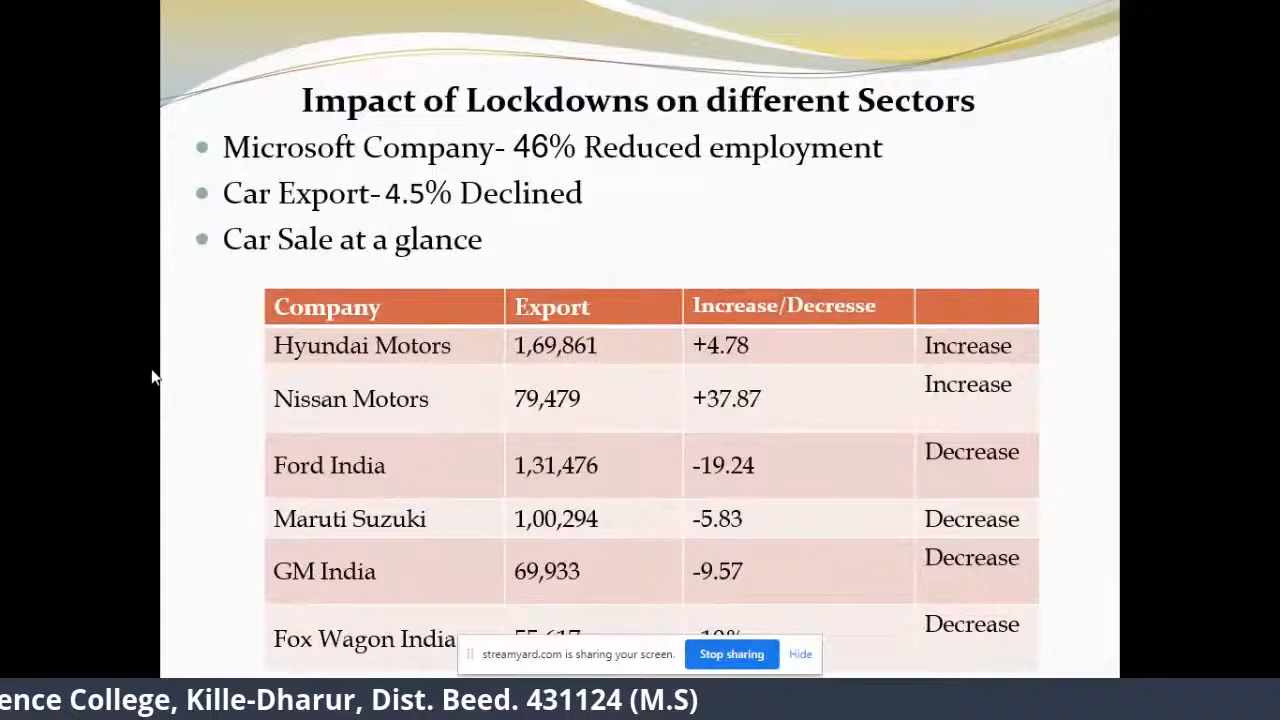 Impact of Lockdowns on different Sectors
Microsoft Company- 46% Reduced employment
Car Export-4.5% Declined
Car Sale at a glance
Company Export Increase/Decresse
Hyundai Motors 1,69,861 +4.78 Increase
Nissan Motors 79,479 +37.87 Increase
Ford India 1,31,476 -19.24 Decrease
Maruti Suzuki 1,00,294 -5.83 Decrease
GM India 69,933 -9.57 Decrease
Fox Wagon India Decrease
streamyard.com is sharing your screen. Stop sharing Hide
ence College, Kille-Dharur, Dist. Beed. 431124 (M.S)